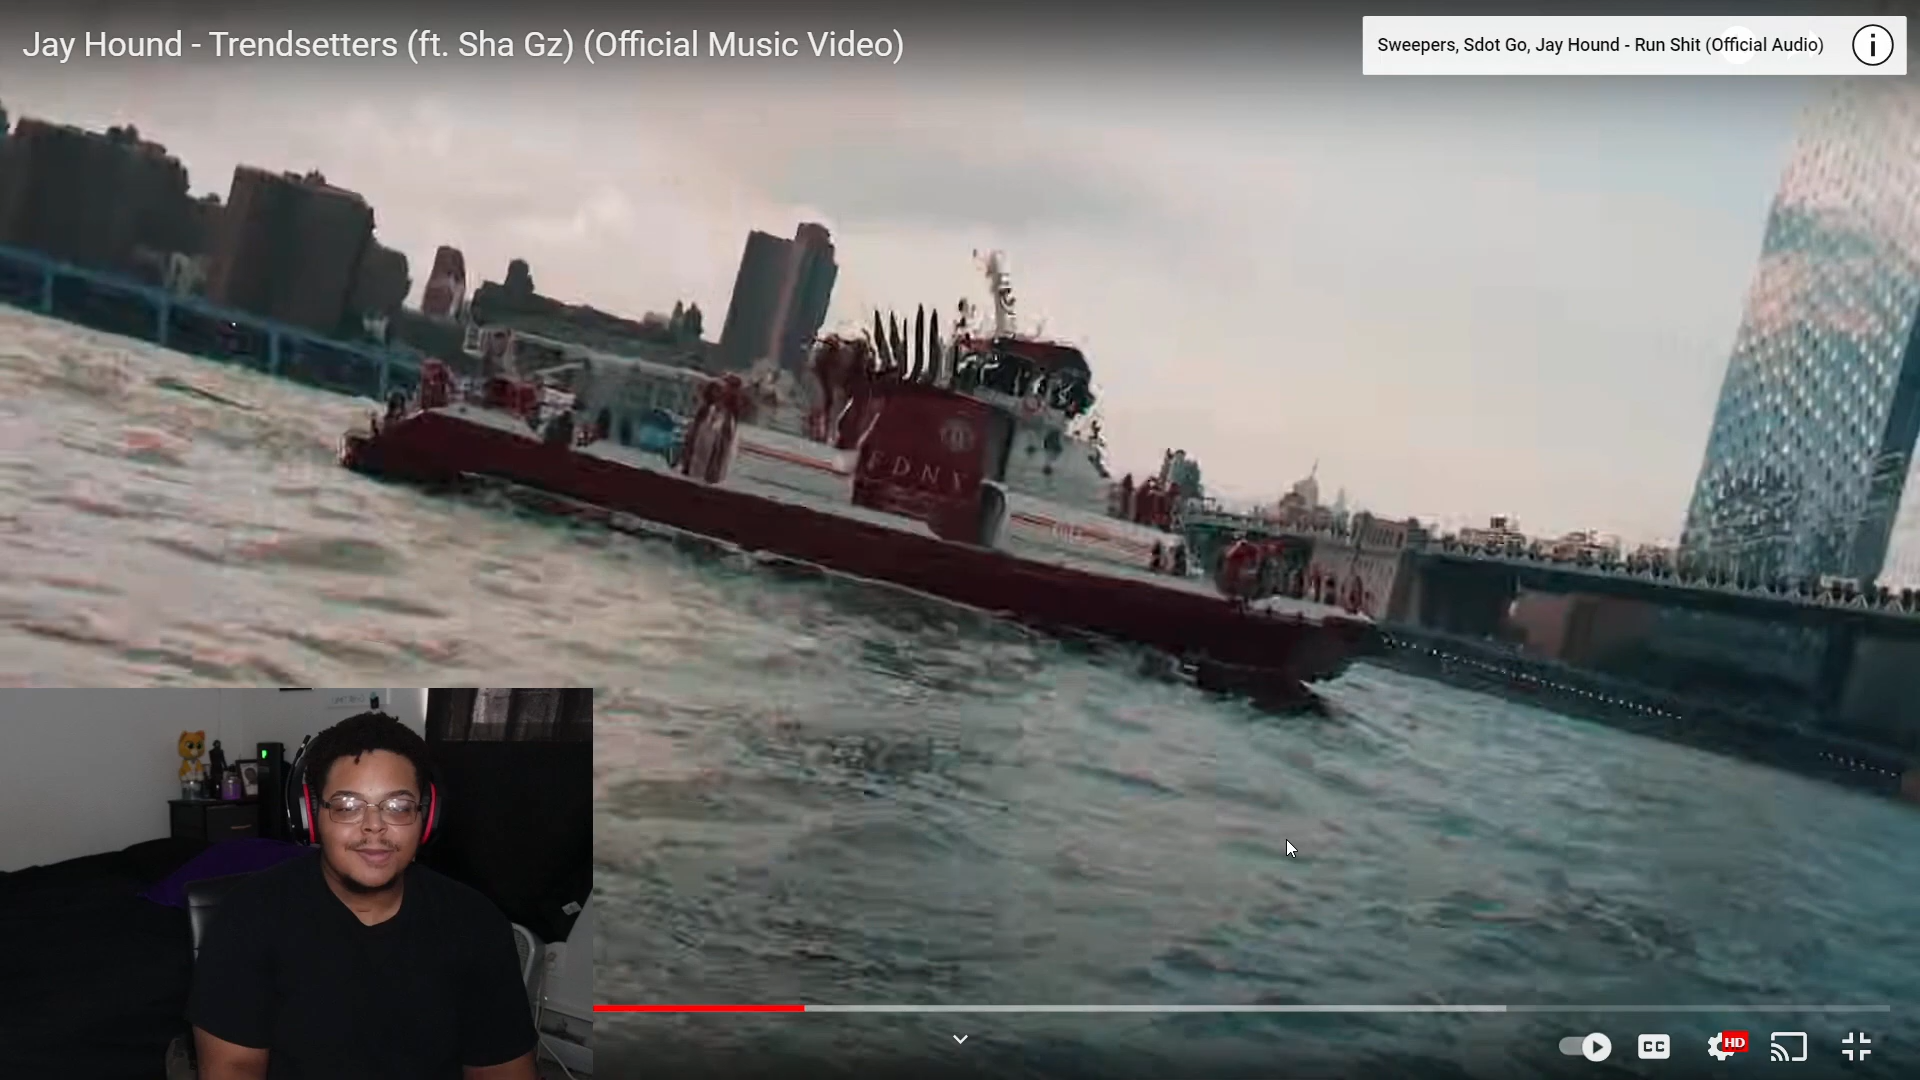 Jay Hound - Trendsetters (ft. Sha Gz) (Official Music Video)
Sweepers, Sdot Go, Jay Hound - Run Shit (Official Audio)
FDNY
CC
HD